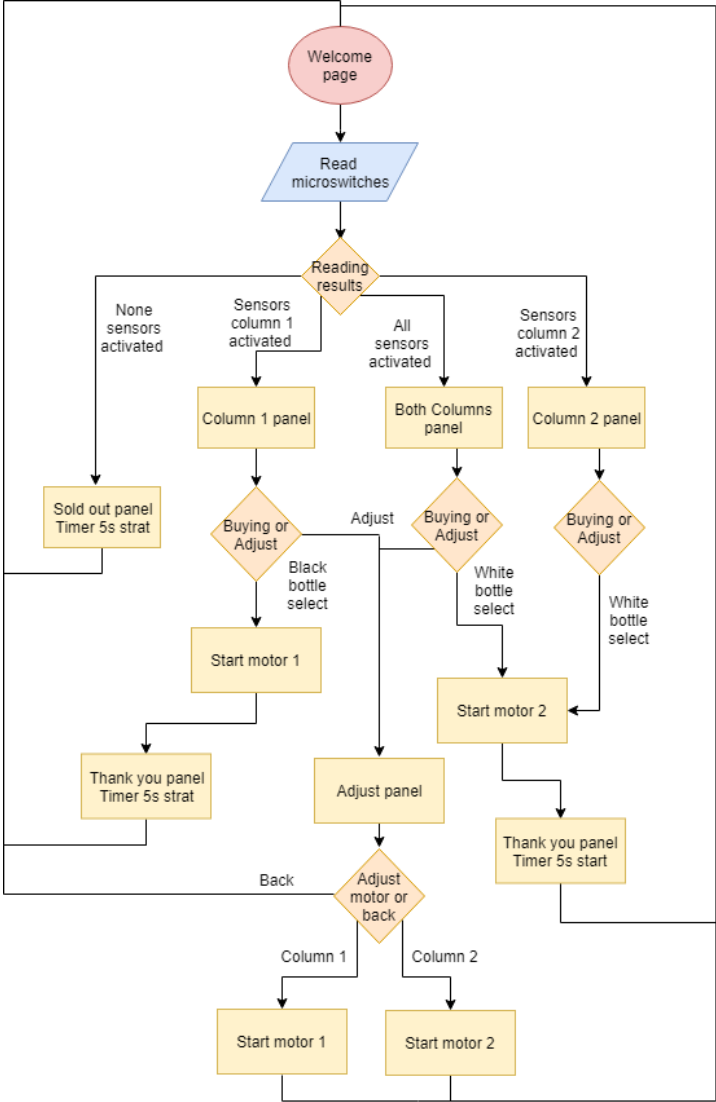 Welcome
page
Read
microswitches
Reading
results
None
sensors
activated
Sensors
column 1
activated
All
sensors
activated
Sensors
column 2
activated
Column 1 panel
Both Columns
panel
Column 2 panel
Sold out panel
Timer 5s strat
Buying or
Adjust
Adjust
Buying or
Adjust
Buying or
Adjust
Black
bottle
select
White
bottle
select
White
bottle
select
Start motor 1
Start motor 2
Thank you panel
Timer 5s strat
Adjust panel
Thank you panel
Timer 5s start
Back
Adjust
motor or
back
Column 1
Column 2
Start motor 1
Start motor 2